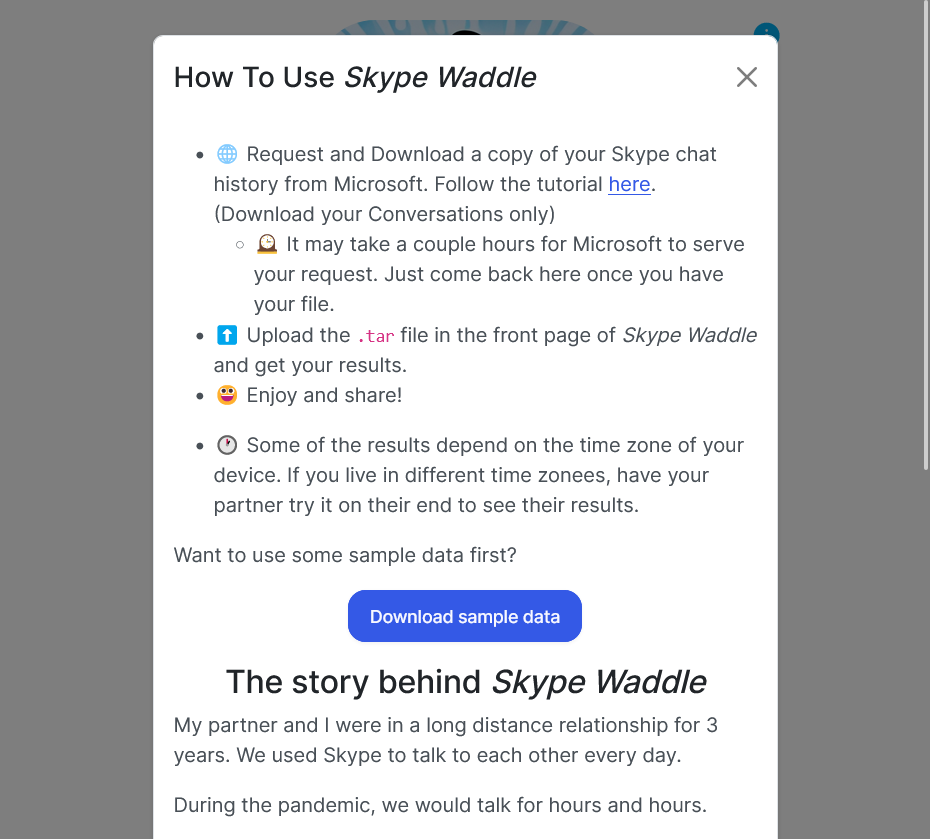 How To Use Skype Waddle
• 🌐 Request and Download a copy of your Skype chat
history from Microsoft. Follow the tutorial here.
(Download your Conversations only)
◦ 🕰️ It may take a couple hours for Microsoft to serve
your request. Just come back here once you have
your file.
• ⬆️ Upload the .tar file in the front page of Skype Waddle
and get your results.
• 😀 Enjoy and share!
• 🕐 Some of the results depend on the time zone of your
device. If you live in different time zonees, have your
partner try it on their end to see their results.
Want to use some sample data first?
Download sample data
The story behind Skype Waddle
My partner and I were in a long distance relationship for 3
years. We used Skype to talk to each other every day.
During the pandemic, we would talk for hours and hours.